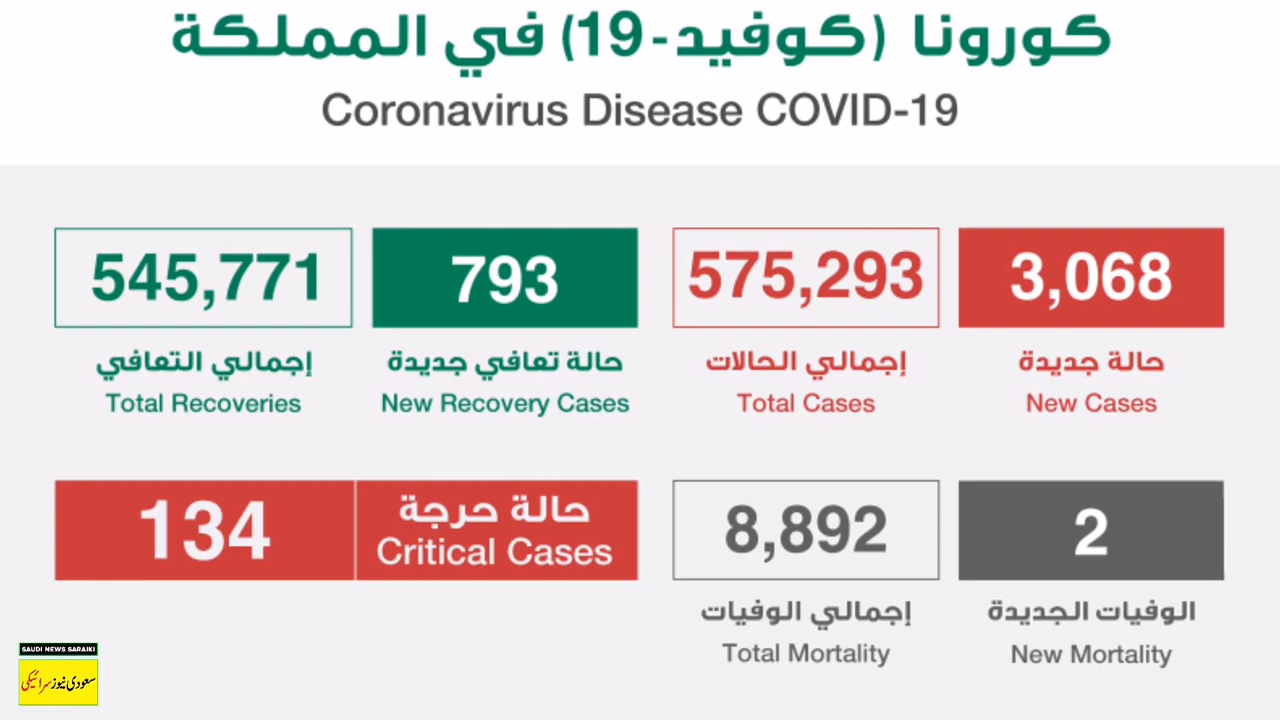 كورونا (كوفيد-19) في المملكة
Coronavirus Disease COVID-19
545,771
إجمالي التعافي
Total Recoveries
793
حالة تعافي جديدة
New Recovery Cases
575,293
إجمالي الحالات
Total Cases
3,068
حالة جديدة
New Cases
134
حالة حرجة
Critical Cases
8,892
إجمالي الوفيات
Total Mortality
2
الوفيات الجديدة
New Mortality
SAUDI NEWS SARAIKI
سعودی نیوز سرائیکی